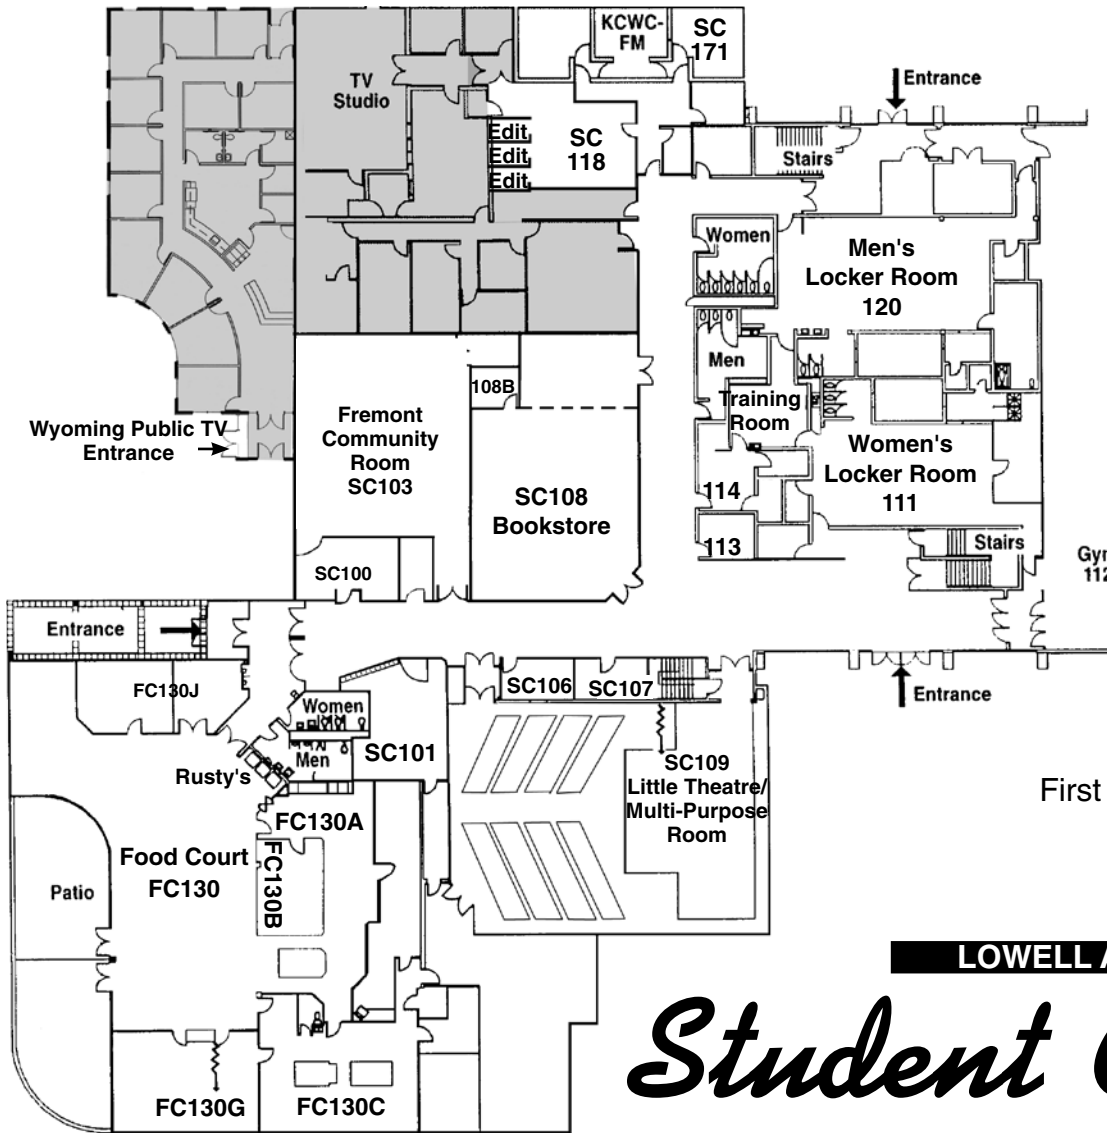 KCWC-
FM
SC
171
Entrance
TV
Studio
Edit
Edit
Edit
SC
118
Stairs
Women
Men's
Locker Room
120
Men
108B
Training
Room
Wyoming Public TV
Entrance
Fremont
Community
Room
SC103
Women's
Locker Room
111
SC108
Bookstore
114
113
Stairs
SC100
112
Entrance
FC130J
SC106
SC107
Entrance
Women
Men
SC101
Rusty's
SC109
Little Theatre/
Multi-Purpose
Room
First
FC130A
Food Court
FC130
FC130B
Patio
LOWELL
Student
FC130G
FC130C